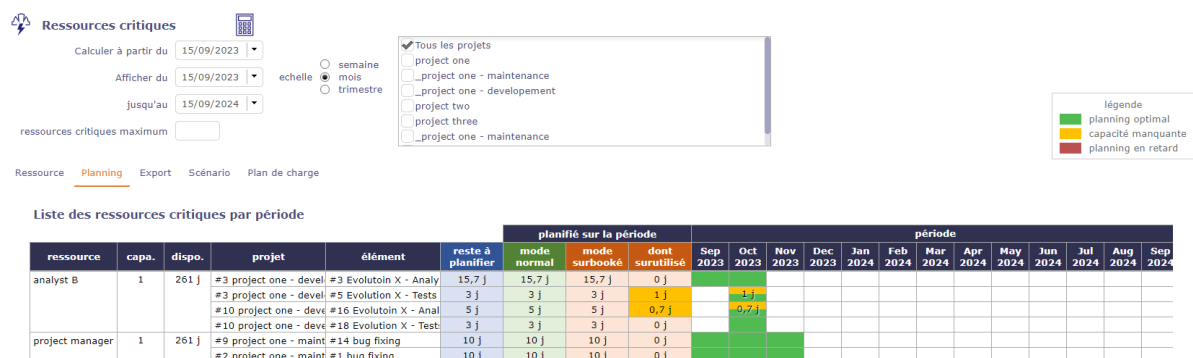 Ressources critiques
Calculer à partir du 15/09/2023
Afficher du 15/09/2023
jusqu'au 15/09/2024
ressources critiques maximum
echelle
semaine
mois
trimestre
Tous les projets
project one
_project one - maintenance
_project one - developement
project two
project three
_project one - maintenance
légende
planning optimal
capacité manquante
planning en retard
Ressource Planning Export Scénario Plan de charge
Liste des ressources critiques par période
planifié sur la période période
ressource capa. dispo. projet élément reste à planifier mode normal mode surbooké dont surutilisé Sep 2023 Oct 2023 Nov 2023 Dec 2023 Jan 2024 Feb 2024 Mar 2024 Apr 2024 May 2024 Jun 2024 Jul 2024 Aug 2024 Sep 2024
analyst B 1 261 j #3 project one - devel #3 Evolutoin X - Analy 15,7 j 15,7 j 15,7 j 0 j
#3 project one - devel #5 Evolution X - Tests 3 j 3 j 3 j 1 j 1 j
#10 project one - deve #16 Evolutoin X - Anal 5 j 5 j 5 j 0,7 j 0,7 j
#10 project one - deve #18 Evolution X - Test 3 j 3 j 3 j 0 j
project manager 1 261 j #9 project one - maint #14 bug fixing 10 j 10 j 10 j 0 j
#2 project one - maint #1 bug fixing 10 j 10 j 10 j 0 j